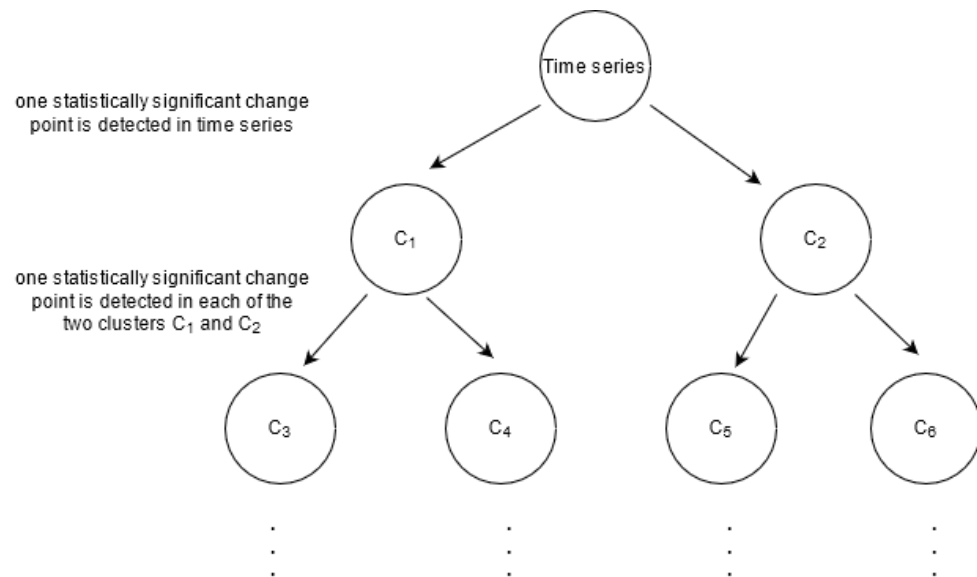 Time series
one statistically significant change
point is detected in time series
C₁
C₂
one statistically significant change
point is detected in each of the
two clusters C₁ and C₂
C₃
C₄
C₅
C₆